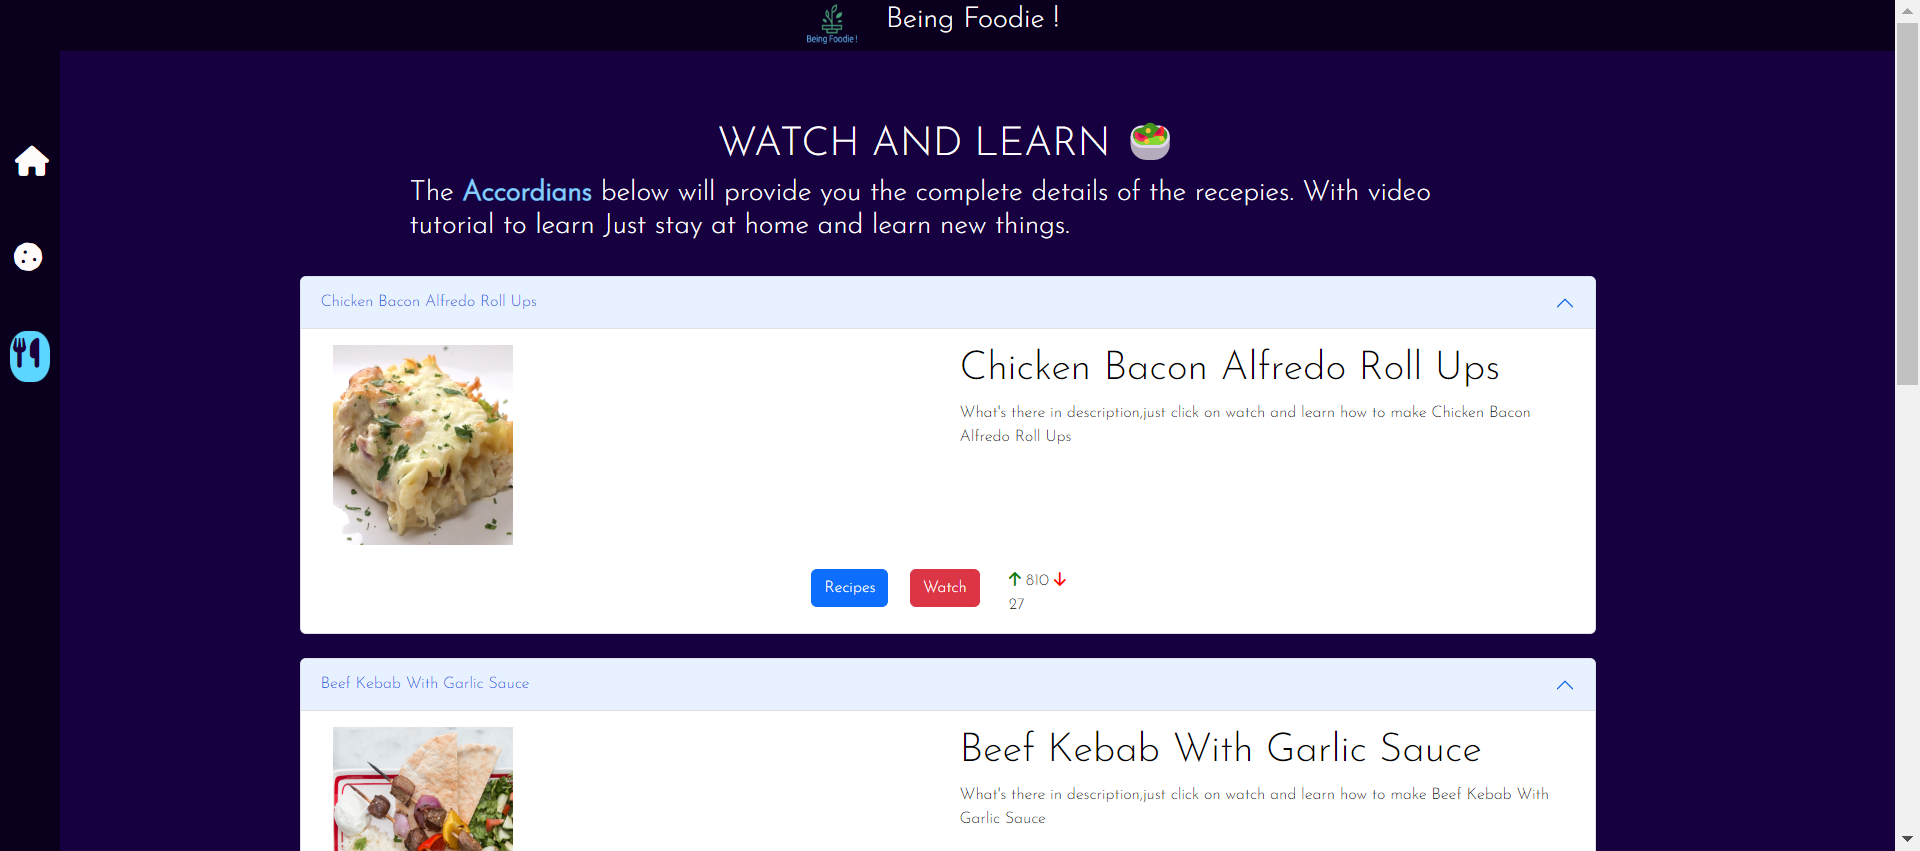 Being Foodie !
Being Foodie !
WATCH AND LEARN
The Accordians below will provide you the complete details of the recepies. With video
tutorial to learn Just stay at home and learn new things.
Chicken Bacon Alfredo Roll Ups
Chicken Bacon Alfredo Roll Ups
What's there in description,just click on watch and learn how to make Chicken Bacon
Alfredo Roll Ups
Recipes
Watch
810
27
Beef Kebab With Garlic Sauce
Beef Kebab With Garlic Sauce
What's there in description,just click on watch and learn how to make Beef Kebab With
Garlic Sauce